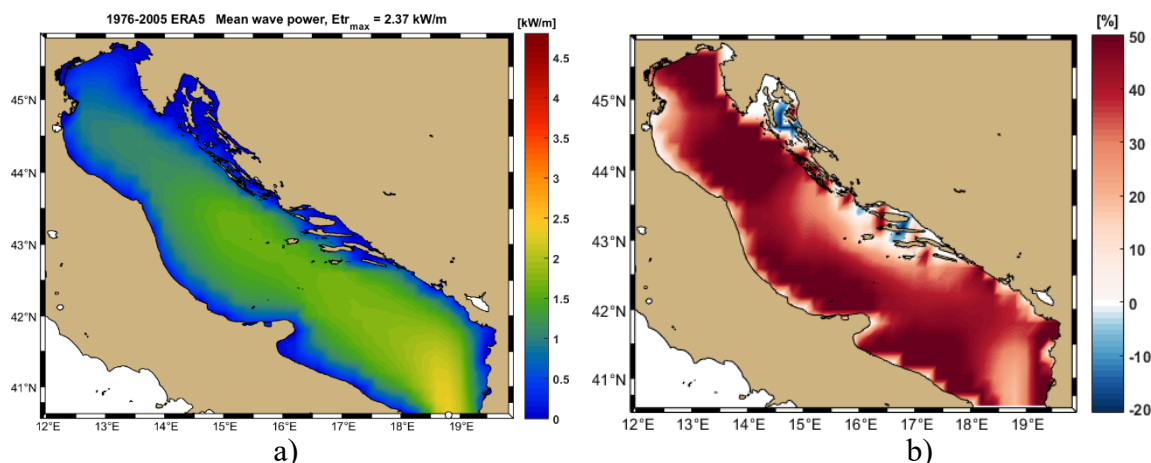 1976-2005 ERA5 Mean wave power, Etr_max = 2.37 kW/m
[kW/m]
45°N
44°N
43°N
42°N
41°N
12°E 13°E 14°E 15°E 16°E 17°E 18°E 19°E
4.5
4
3.5
3
2.5
2
1.5
1
0.5
0
a)
[%]
45°N
44°N
43°N
42°N
41°N
12°E 13°E 14°E 15°E 16°E 17°E 18°E 19°E
50
40
30
20
10
0
-10
-20
b)